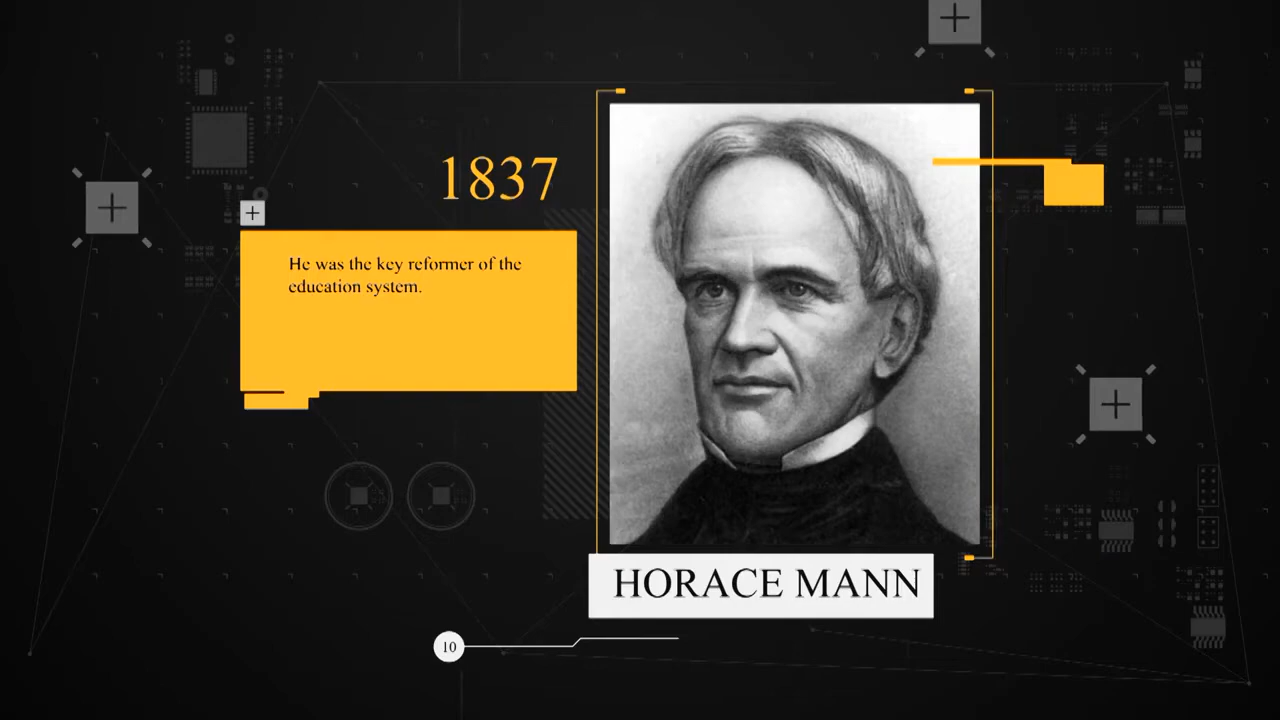 1837
He was the key reformer of the
education system.
HORACE MANN
10